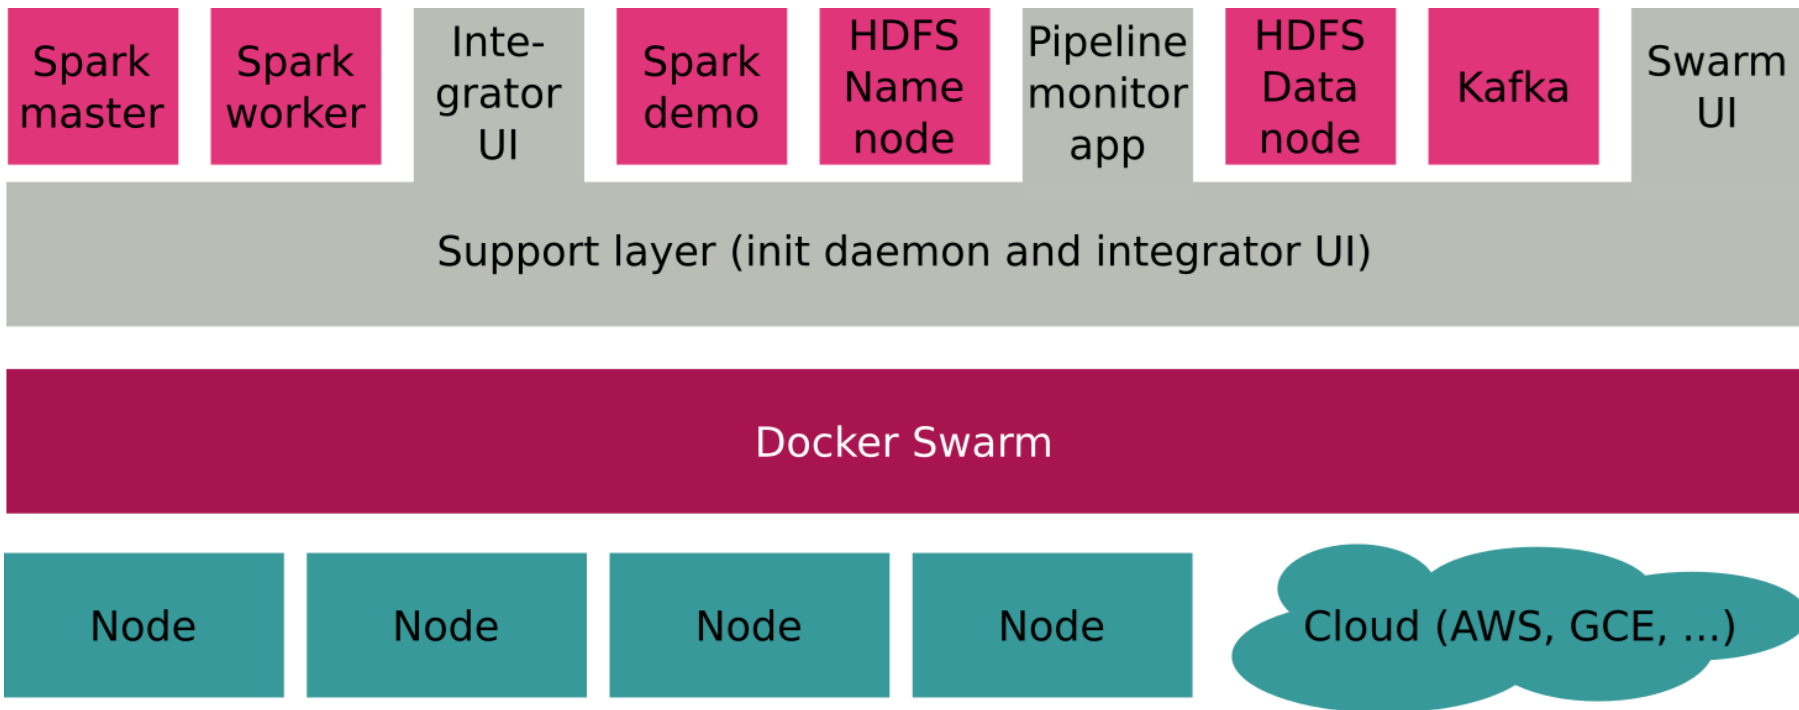 Spark
master
Spark
worker
Inte-
grator
UI
Spark
demo
HDFS
Name
node
Pipeline
monitor
app
HDFS
Data
node
Kafka
Swarm
UI
Support layer (init daemon and integrator UI)
Docker Swarm
Node
Node
Node
Node
Cloud (AWS, GCE, ...)